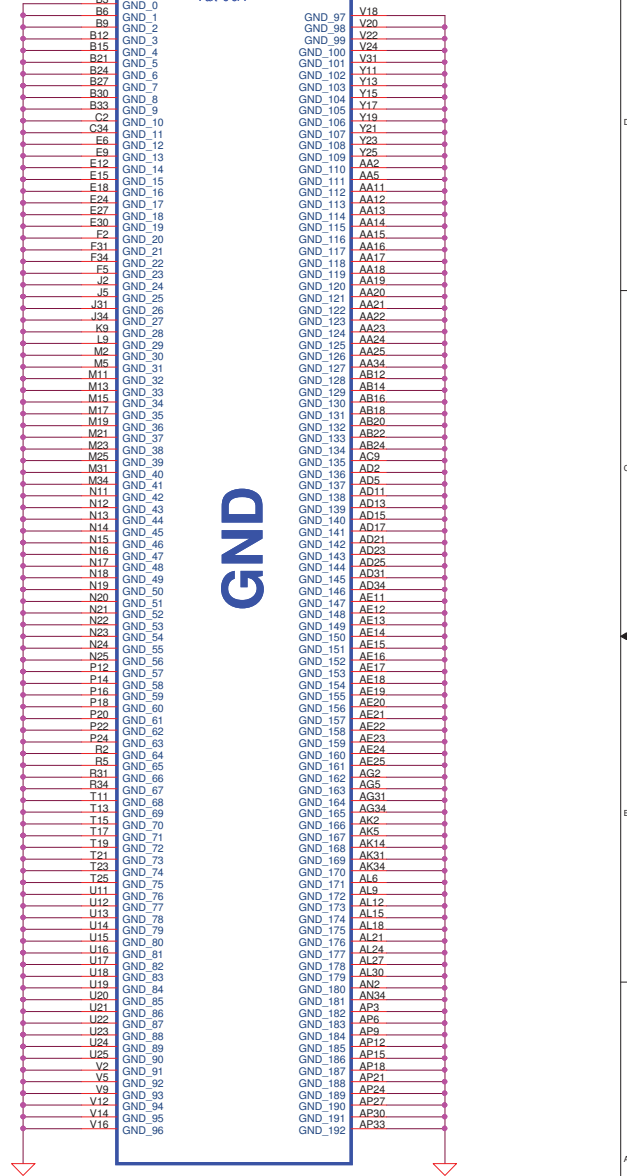 GND_0
B6 GND_1
B9 GND_2
B12 GND_3
B15 GND_4
B21 GND_5
B24 GND_6
B27 GND_7
B30 GND_8
B33 GND_9
C2 GND_10
C34 GND_11
E6 GND_12
E9 GND_13
E12 GND_14
E15 GND_15
E18 GND_16
E24 GND_17
E27 GND_18
E30 GND_19
F2 GND_20
F31 GND_21
F34 GND_22
F5 GND_23
J2 GND_24
J5 GND_25
J31 GND_26
J34 GND_27
K9 GND_28
L9 GND_29
M2 GND_30
M5 GND_31
M11 GND_32
M13 GND_33
M15 GND_34
M17 GND_35
M19 GND_36
M21 GND_37
M23 GND_38
M25 GND_39
M31 GND_40
M34 GND_41
N11 GND_42
N12 GND_43
N13 GND_44
N14 GND_45
N15 GND_46
N16 GND_47
N17 GND_48
N18 GND_49
N19 GND_50
N20 GND_51
N21 GND_52
N22 GND_53
N23 GND_54
N24 GND_55
N25 GND_56
P12 GND_57
P14 GND_58
P16 GND_59
P18 GND_60
P20 GND_61
P22 GND_62
P24 GND_63
R2 GND_64
R5 GND_65
R31 GND_66
R34 GND_67
T11 GND_68
T13 GND_69
T15 GND_70
T17 GND_71
T19 GND_72
T21 GND_73
T23 GND_74
T25 GND_75
U11 GND_76
U12 GND_77
U13 GND_78
U14 GND_79
U15 GND_80
U16 GND_81
U17 GND_82
U18 GND_83
U19 GND_84
U20 GND_85
U21 GND_86
U22 GND_87
U23 GND_88
U24 GND_89
U25 GND_90
V2 GND_91
V5 GND_92
V9 GND_93
V12 GND_94
V14 GND_95
V16 GND_96
GND
GND_97 V18
GND_98 V20
GND_99 V22
GND_100 V24
GND_101 V31
GND_102 Y11
GND_103 Y13
GND_104 Y15
GND_105 Y17
GND_106 Y19
GND_107 Y21
GND_108 Y23
GND_109 Y25
GND_110 AA2
GND_111 AA5
GND_112 AA11
GND_113 AA12
GND_114 AA13
GND_115 AA14
GND_116 AA15
GND_117 AA16
GND_118 AA17
GND_119 AA18
GND_120 AA19
GND_121 AA20
GND_122 AA21
GND_123 AA22
GND_124 AA23
GND_125 AA24
GND_126 AA25
GND_127 AA34
GND_128 AB12
GND_129 AB14
GND_130 AB16
GND_131 AB18
GND_132 AB20
GND_133 AB22
GND_134 AB24
GND_135 AC9
GND_136 AD2
GND_137 AD5
GND_138 AD11
GND_139 AD13
GND_140 AD15
GND_141 AD17
GND_142 AD21
GND_143 AD23
GND_144 AD25
GND_145 AD31
GND_146 AD34
GND_147 AE11
GND_148 AE12
GND_149 AE13
GND_150 AE14
GND_151 AE15
GND_152 AE16
GND_153 AE17
GND_154 AE18
GND_155 AE19
GND_156 AE20
GND_157 AE21
GND_158 AE22
GND_159 AE23
GND_160 AE24
GND_161 AE25
GND_162 AG2
GND_163 AG5
GND_164 AG31
GND_165 AG34
GND_166 AK2
GND_167 AK5
GND_168 AK14
GND_169 AK31
GND_170 AK34
GND_171 AL6
GND_172 AL9
GND_173 AL12
GND_174 AL15
GND_175 AL18
GND_176 AL21
GND_177 AL24
GND_178 AL27
GND_179 AL30
GND_180 AN2
GND_181 AN34
GND_182 AP3
GND_183 AP6
GND_184 AP9
GND_185 AP12
GND_186 AP15
GND_187 AP18
GND_188 AP21
GND_189 AP24
GND_190 AP27
GND_191 AP30
GND_192 AP33